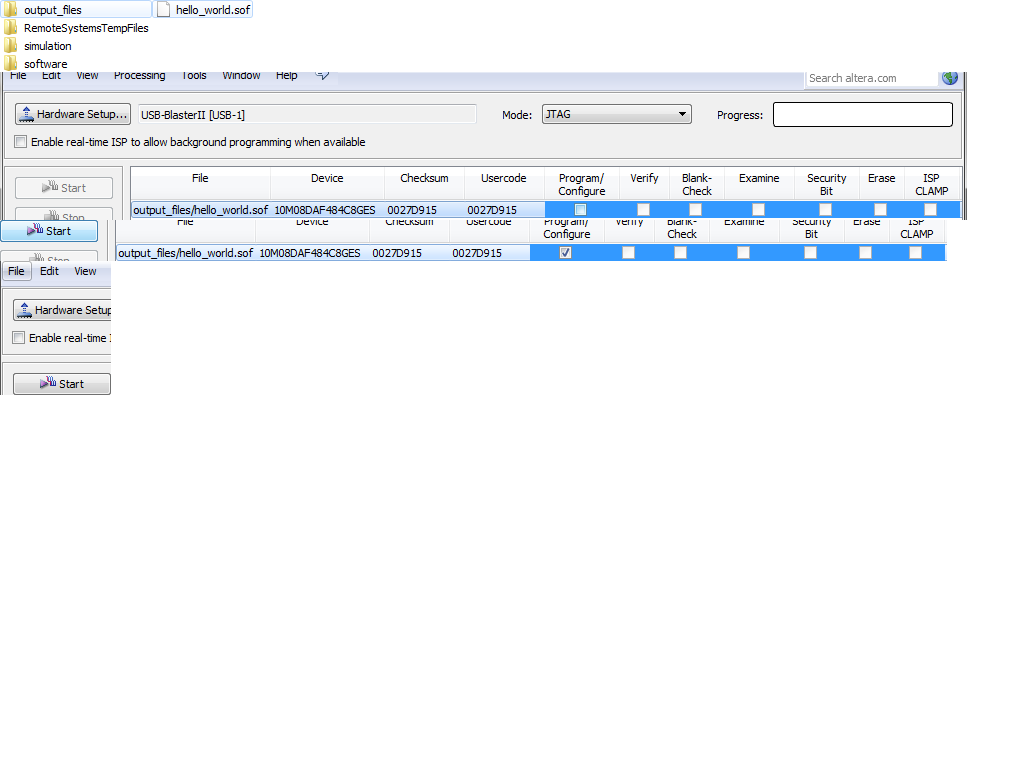 output_files hello_world.sof
RemoteSystemsTempFiles
simulation
software
File Edit View Processing Tools Window Help Search altera.com
Hardware Setup... USB-BlasterII [USB-1] Mode: JTAG Progress:
Enable real-time ISP to allow background programming when available
Start
File Device Checksum Usercode Program/ Verify Blank- Examine Security Erase ISP
Configure Check Bit CLAMP
Stop
output_files/hello_world.sof 10M08DAF484C8GES 0027D915 0027D915
Start
File Device Checksum Usercode Program/ Verify Blank- Examine Security Erase ISP
Configure Check Bit CLAMP
Stop
output_files/hello_world.sof 10M08DAF484C8GES 0027D915 0027D915
File Edit View
Hardware Setup
Enable real-time
Start